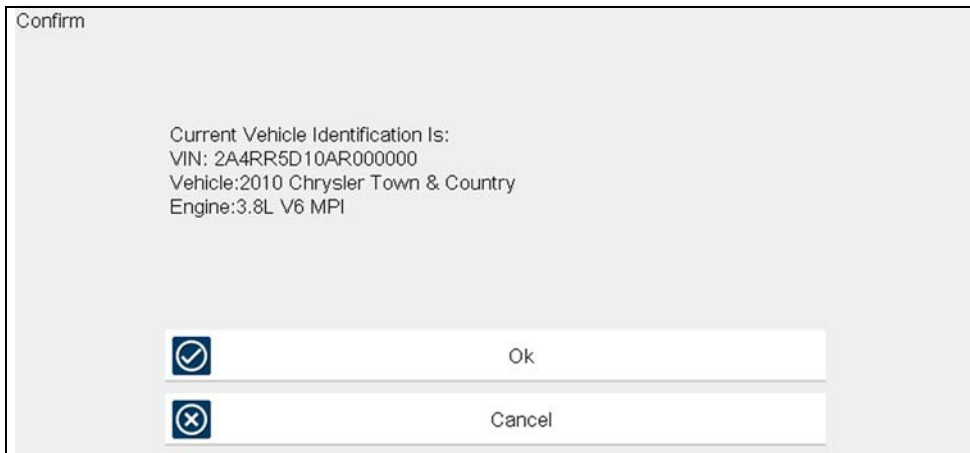 Confirm
Current Vehicle Identification Is:
VIN: 2A4RR5D10AR000000
Vehicle:2010 Chrysler Town & Country
Engine:3.8L V6 MPI
Ok
Cancel